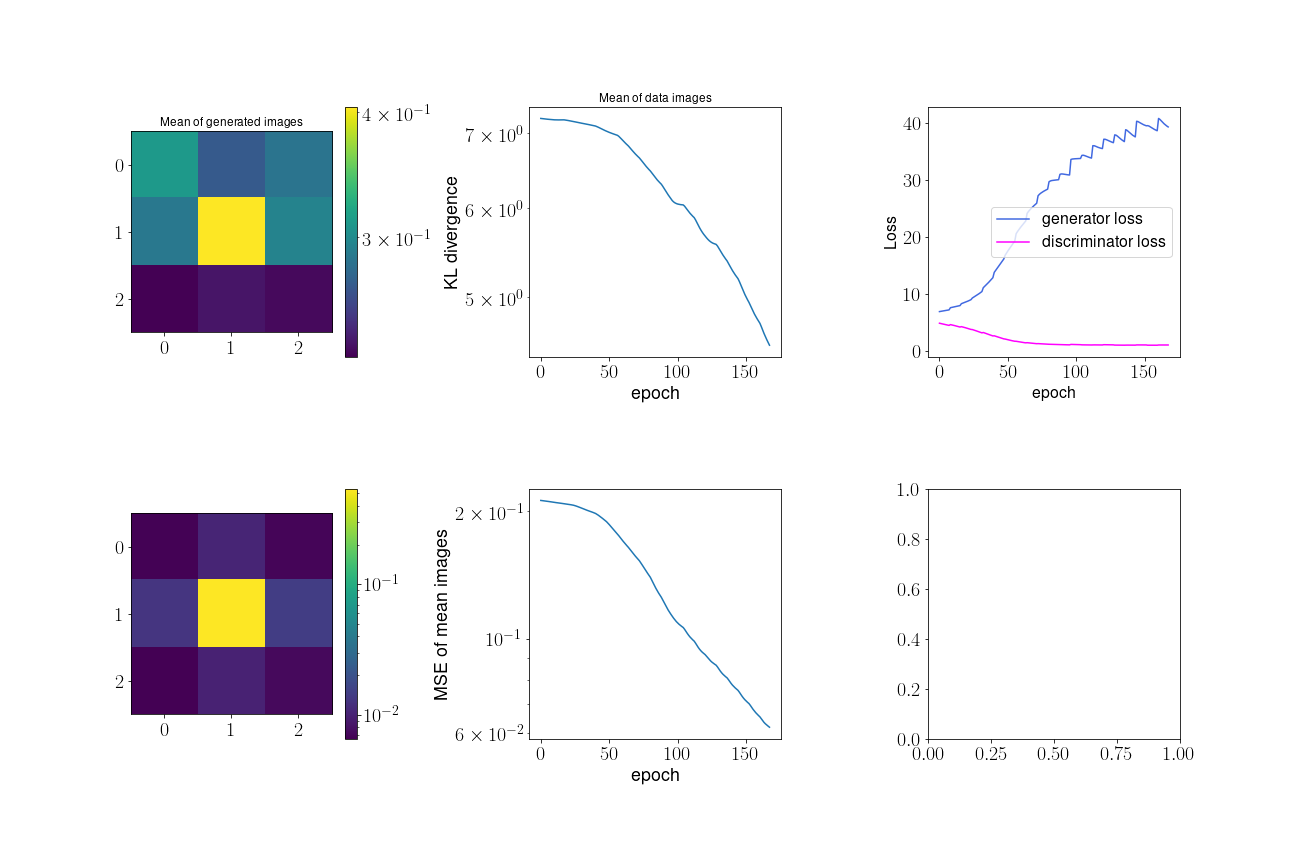 Mean of generated images
0
1
2
0 1 2
4 × 10⁻¹
3 × 10⁻¹
Mean of data images
KL divergence
7 × 10⁰
6 × 10⁰
5 × 10⁰
0 50 100 150
epoch
Loss
40
30
20
10
0
generator loss
discriminator loss
0 50 100 150
epoch
0
1
2
0 1 2
10⁻¹
10⁻²
MSE of mean images
2 × 10⁻¹
10⁻¹
6 × 10⁻²
0 50 100 150
epoch
1.0
0.8
0.6
0.4
0.2
0.0
0.00 0.25 0.50 0.75 1.00